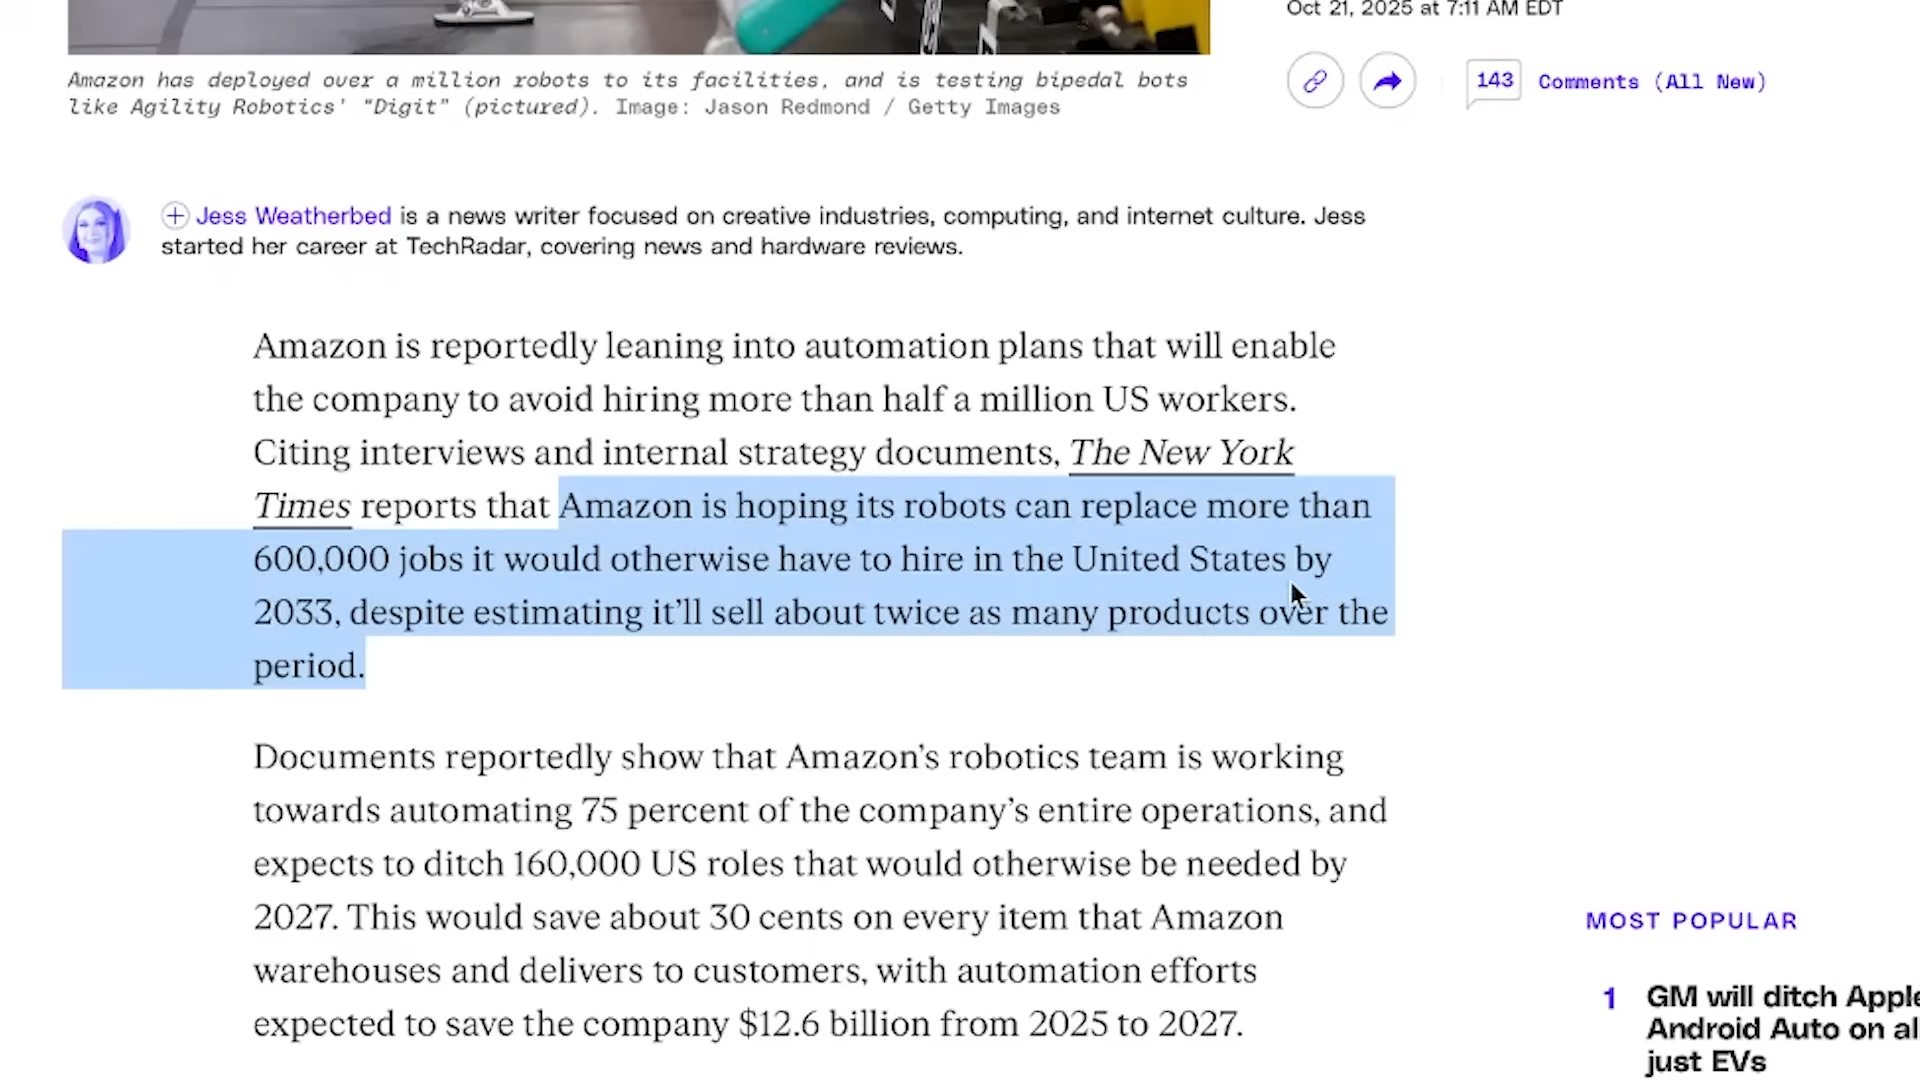 Oct 21, 2025 at 7:11 AM EDT
Amazon has deployed over a million robots to its facilities, and is testing bipedal bots
like Agility Robotics' "Digit" (pictured). Image: Jason Redmond / Getty Images
143 Comments (All New)
Jess Weatherbed is a news writer focused on creative industries, computing, and internet culture. Jess
started her career at TechRadar, covering news and hardware reviews.
Amazon is reportedly leaning into automation plans that will enable
the company to avoid hiring more than half a million US workers.
Citing interviews and internal strategy documents, The New York
Times reports that Amazon is hoping its robots can replace more than
600,000 jobs it would otherwise have to hire in the United States by
2033, despite estimating it’ll sell about twice as many products over the
period.
Documents reportedly show that Amazon’s robotics team is working
towards automating 75 percent of the company’s entire operations, and
expects to ditch 160,000 US roles that would otherwise be needed by
2027. This would save about 30 cents on every item that Amazon
warehouses and delivers to customers, with automation efforts
expected to save the company $12.6 billion from 2025 to 2027.
MOST POPULAR
1 GM will ditch Apple
Android Auto on al
just EVs